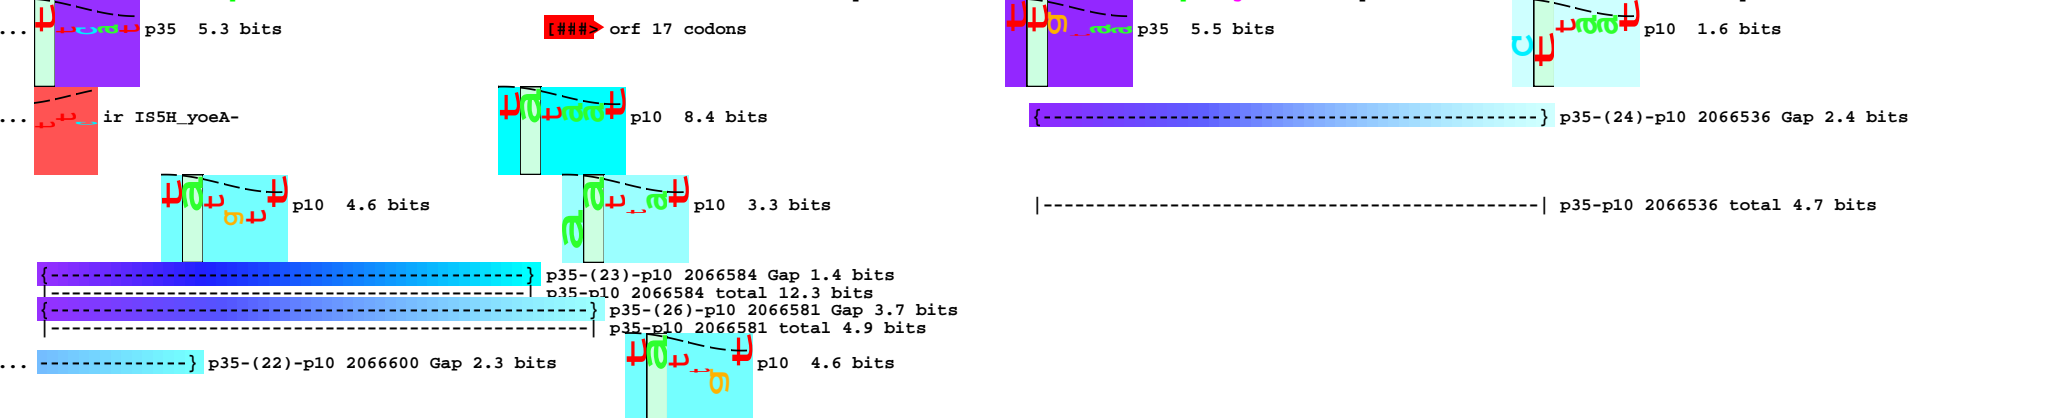 ... p35 5.3 bits [###> orf 17 codons p35 5.5 bits p10 1.6 bits
... ir IS5H_yoeA- p10 8.4 bits {-----------------------------------------------} p35-(24)-p10 2066536 Gap 2.4 bits
p10 4.6 bits p10 3.3 bits |-----------------------------------------------| p35-p10 2066536 total 4.7 bits
{---------------------------------------------} p35-(23)-p10 2066584 Gap 1.4 bits
|---------------------------------------------| p35-p10 2066584 total 12.3 bits
{---------------------------------------------------} p35-(26)-p10 2066581 Gap 3.7 bits
|---------------------------------------------------| p35-p10 2066581 total 4.9 bits
... --------------} p35-(22)-p10 2066600 Gap 2.3 bits p10 4.6 bits